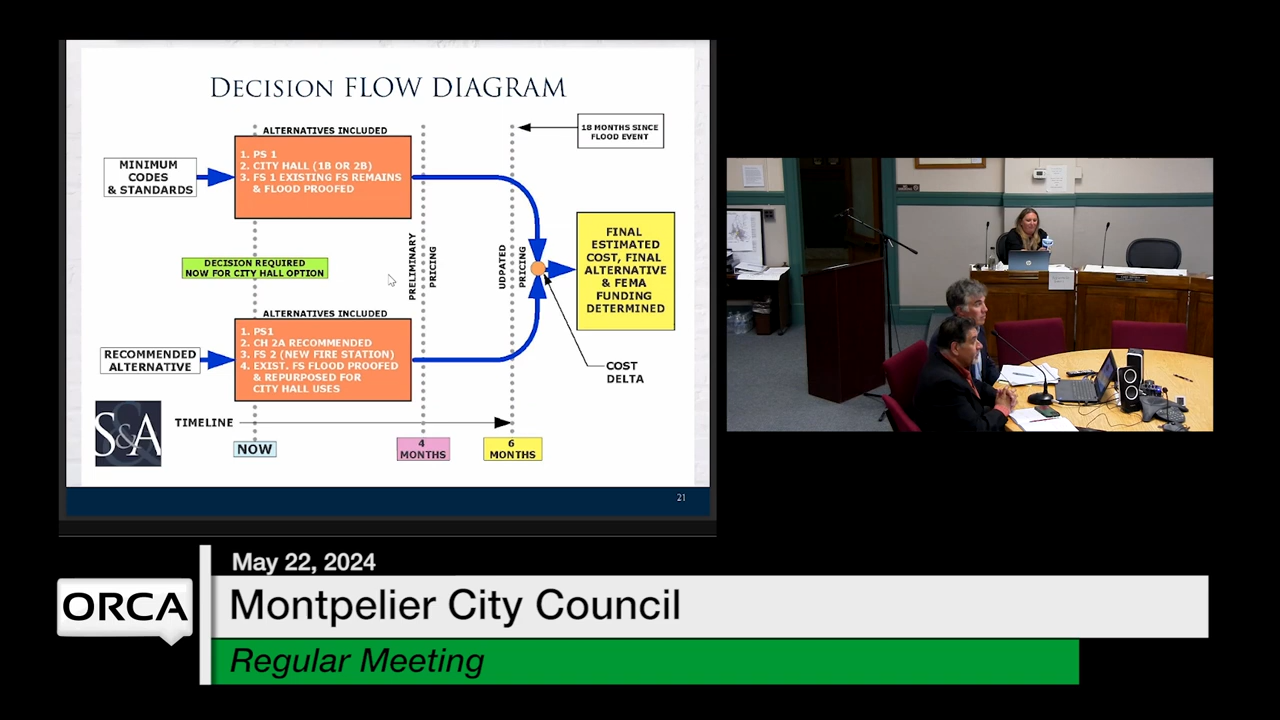 DECISION FLOW DIAGRAM
18 MONTHS SINCE
FLOOD EVENT
ALTERNATIVES INCLUDED
MINIMUM
CODES
& STANDARDS
1. PS 1
2. CITY HALL (1B OR 2B)
3. FS 1 EXISTING FS REMAINS
& FLOOD PROOFED
DECISION REQUIRED
NOW FOR CITY HALL OPTION
PRELIMINARY
PRICING
UDPATED
PRICING
FINAL
ESTIMATED
COST, FINAL
ALTERNATIVE
& FEMA
FUNDING
DETERMINED
ALTERNATIVES INCLUDED
RECOMMENDED
ALTERNATIVE
1. PS1
2. CH 2A RECOMMENDED
3. FS 2 (NEW FIRE STATION)
4. EXIST. FS FLOOD PROOFED
& REPURPOSED FOR
CITY HALL USES
COST
DELTA
S&A
TIMELINE
NOW
4
MONTHS
6
MONTHS
21
May 22, 2024
ORCA
Montpelier City Council
Regular Meeting